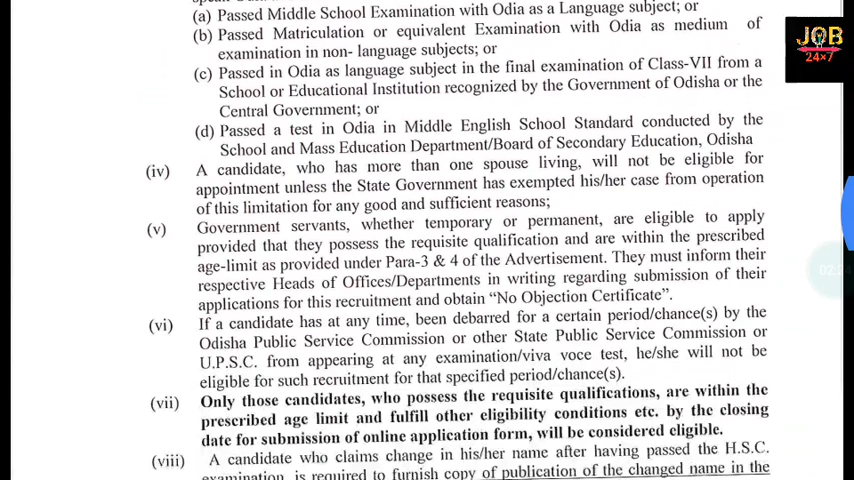 (a) Passed Middle School Examination with Odia as a Language subject; or
(b) Passed Matriculation or equivalent Examination with Odia as medium of
examination in non- language subjects; or
(c) Passed in Odia as language subject in the final examination of Class-VII from a
School or Educational Institution recognized by the Government of Odisha or the
Central Government; or
(d) Passed a test in Odia in Middle English School Standard conducted by the
School and Mass Education Department/Board of Secondary Education, Odisha
(iv) A candidate, who has more than one spouse living, will not be eligible for
appointment unless the State Government has exempted his/her case from operation
of this limitation for any good and sufficient reasons;
(v) Government servants, whether temporary or permanent, are eligible to apply
provided that they possess the requisite qualification and are within the prescribed
age-limit as provided under Para-3 & 4 of the Advertisement. They must inform their
respective Heads of Offices/Departments in writing regarding submission of their
applications for this recruitment and obtain “No Objection Certificate”.
(vi) If a candidate has at any time, been debarred for a certain period/chance(s) by the
Odisha Public Service Commission or other State Public Service Commission or
U.P.S.C. from appearing at any examination/viva voce test, he/she will not be
eligible for such recruitment for that specified period/chance(s).
(vii) Only those candidates, who possess the requisite qualifications, are within the
prescribed age limit and fulfill other eligibility conditions etc. by the closing
date for submission of online application form, will be considered eligible.
(viii) A candidate who claims change in his/her name after having passed the H.S.C.
examination, is required to furnish copy of publication of the changed name in the
JOB
24×7